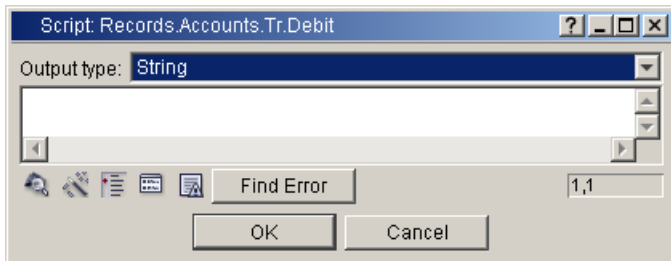 Script: Records.Accounts.Tr.Debit
Output type: String
Find Error 1,1
OK Cancel